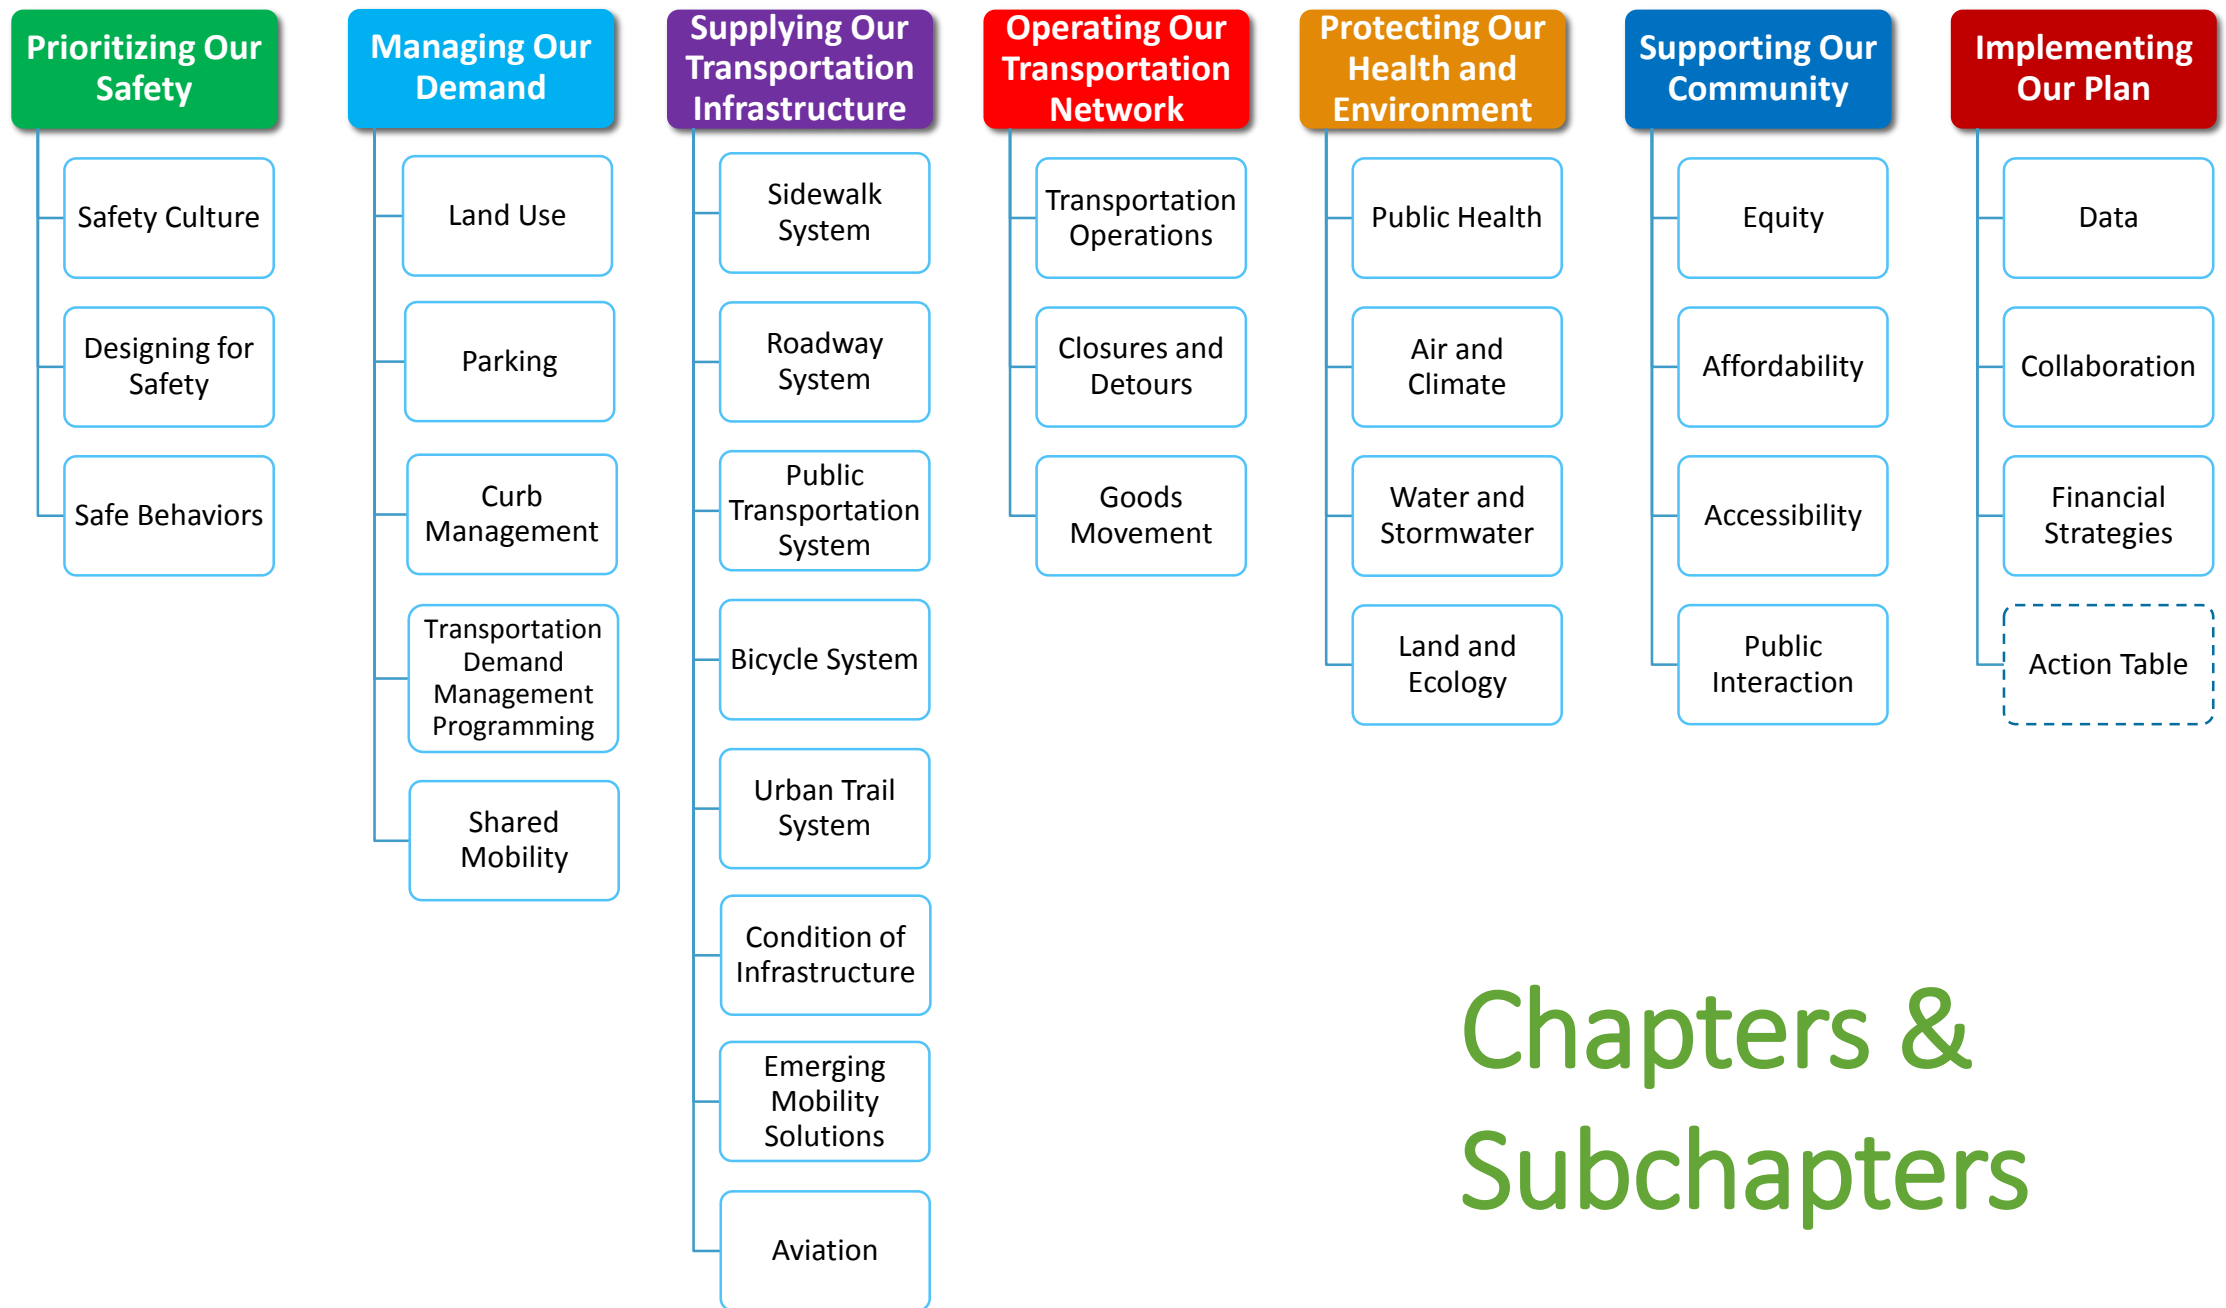 Prioritizing Our
Safety
Safety Culture
Designing for
Safety
Safe Behaviors
Managing Our
Demand
Land Use
Parking
Curb
Management
Transportation
Demand
Management
Programming
Shared
Mobility
Supplying Our
Transportation
Infrastructure
Sidewalk
System
Roadway
System
Public
Transportation
System
Bicycle System
Urban Trail
System
Condition of
Infrastructure
Emerging
Mobility
Solutions
Aviation
Operating Our
Transportation
Network
Transportation
Operations
Closures and
Detours
Goods
Movement
Protecting Our
Health and
Environment
Public Health
Air and
Climate
Water and
Stormwater
Land and
Ecology
Supporting Our
Community
Equity
Affordability
Accessibility
Public
Interaction
Implementing
Our Plan
Data
Collaboration
Financial
Strategies
Action Table
Chapters &
Subchapters